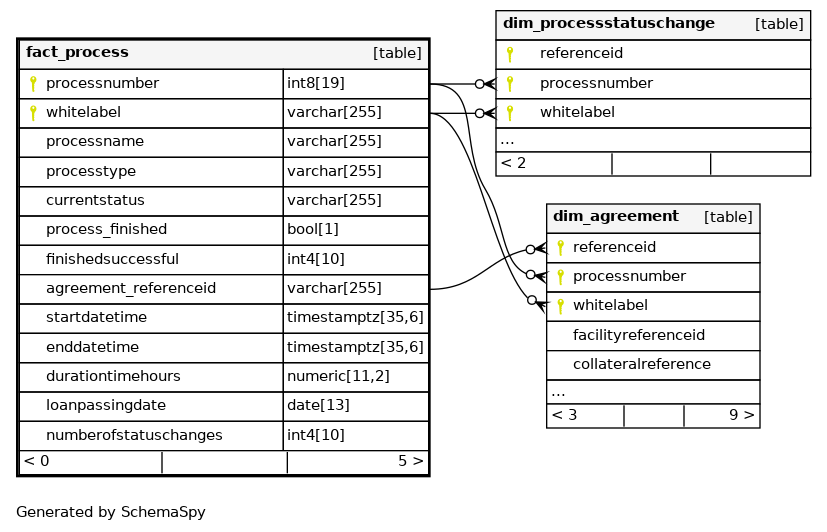 fact_process [table]
processnumber int8[19]
whitelabel varchar[255]
processname varchar[255]
processtype varchar[255]
currentstatus varchar[255]
process_finished bool[1]
finishedsuccessful int4[10]
agreement_referenceid varchar[255]
startdatetime timestamptz[35,6]
enddatetime timestamptz[35,6]
durationtimehours numeric[11,2]
loanpassingdate date[13]
numberofstatuschanges int4[10]
< 0 5 >
dim_processstatuschange [table]
referenceid
processnumber
whitelabel
...
< 2
dim_agreement [table]
referenceid
processnumber
whitelabel
facilityreferenceid
collateralreference
...
< 3 9 >
Generated by SchemaSpy